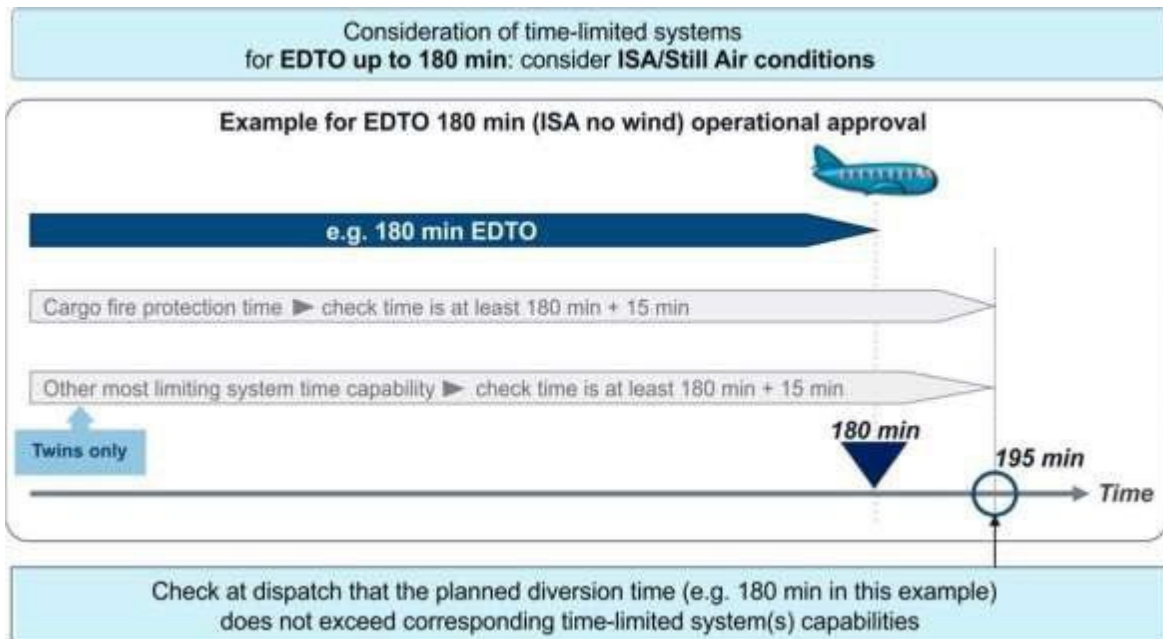 Consideration of time-limited systems
for EDTO up to 180 min: consider ISA/Still Air conditions
Example for EDTO 180 min (ISA no wind) operational approval
e.g. 180 min EDTO
Cargo fire protection time ► check time is at least 180 min + 15 min
Other most limiting system time capability ► check time is at least 180 min + 15 min
Twins only
180 min
195 min
Time
Check at dispatch that the planned diversion time (e.g. 180 min in this example)
does not exceed corresponding time-limited system(s) capabilities